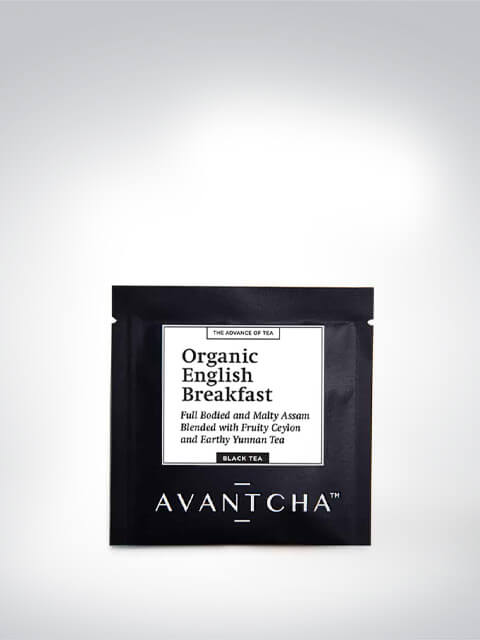 THE ADVANCE OF TEA
Organic
English
Breakfast
Full Bodied and Malty Assam
Blended with Fruity Ceylon
and Earthy Yunnan Tea
BLACK TEA
AVANTCHA™